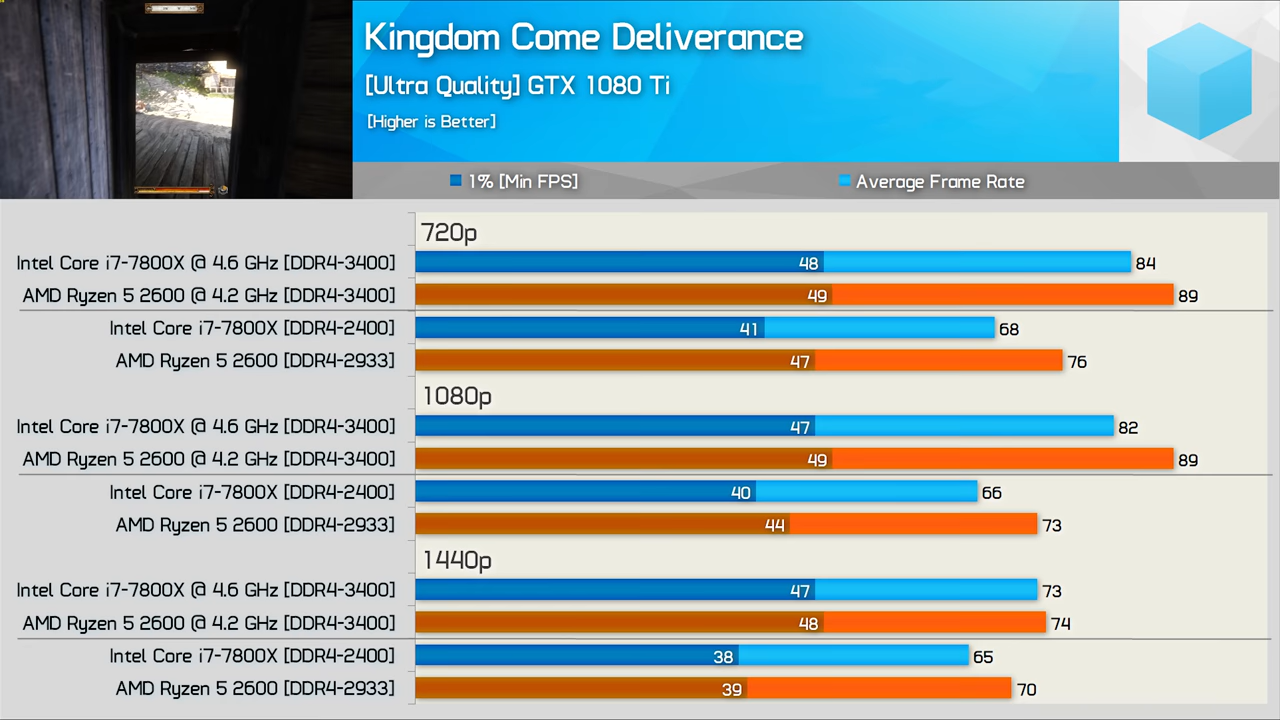 Kingdom Come Deliverance
[Ultra Quality] GTX 1080 Ti
[Higher is Better]
1% [Min FPS] Average Frame Rate
720p
Intel Core i7-7800X @ 4.6 GHz [DDR4-3400] 48 84
AMD Ryzen 5 2600 @ 4.2 GHz [DDR4-3400] 49 89
Intel Core i7-7800X [DDR4-2400] 41 68
AMD Ryzen 5 2600 [DDR4-2933] 47 76
1080p
Intel Core i7-7800X @ 4.6 GHz [DDR4-3400] 47 82
AMD Ryzen 5 2600 @ 4.2 GHz [DDR4-3400] 49 89
Intel Core i7-7800X [DDR4-2400] 40 66
AMD Ryzen 5 2600 [DDR4-2933] 44 73
1440p
Intel Core i7-7800X @ 4.6 GHz [DDR4-3400] 47 73
AMD Ryzen 5 2600 @ 4.2 GHz [DDR4-3400] 48 74
Intel Core i7-7800X [DDR4-2400] 38 65
AMD Ryzen 5 2600 [DDR4-2933] 39 70